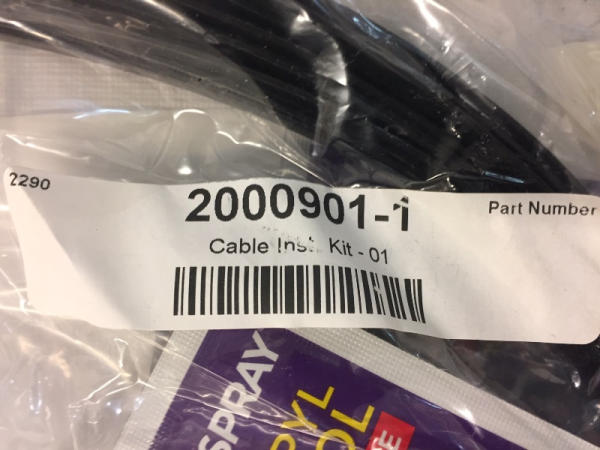 2290
2000901-1
Part Number
Cable Inst. Kit - 01
SPRAY